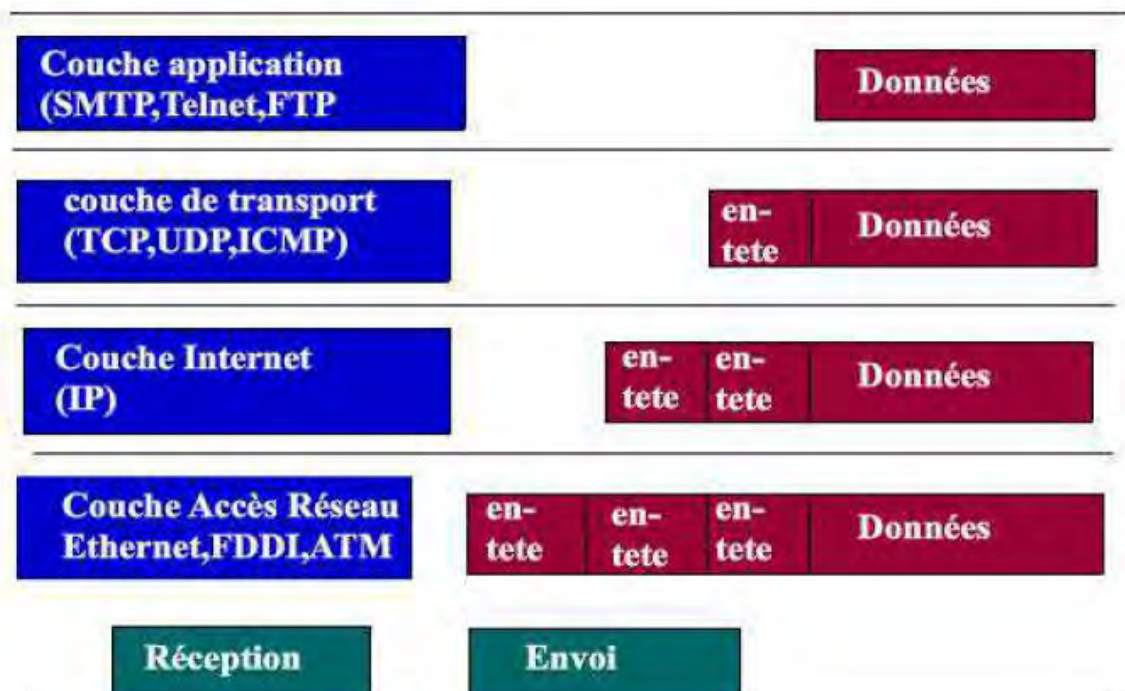 Couche application
(SMTP,Telnet,FTP
Données
couche de transport
(TCP,UDP,ICMP)
en-
tete
Données
Couche Internet
(IP)
en-
tete
en-
tete
Données
Couche Accès Réseau
Ethernet,FDDI,ATM
en-
tete
en-
tete
en-
tete
Données
Réception
Envoi